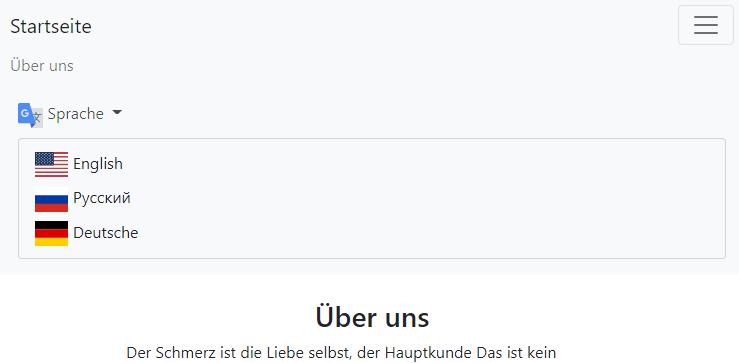 Startseite
Über uns
Sprache
English
Русский
Deutsche
Über uns
Der Schmerz ist die Liebe selbst, der Hauptkunde Das ist kein